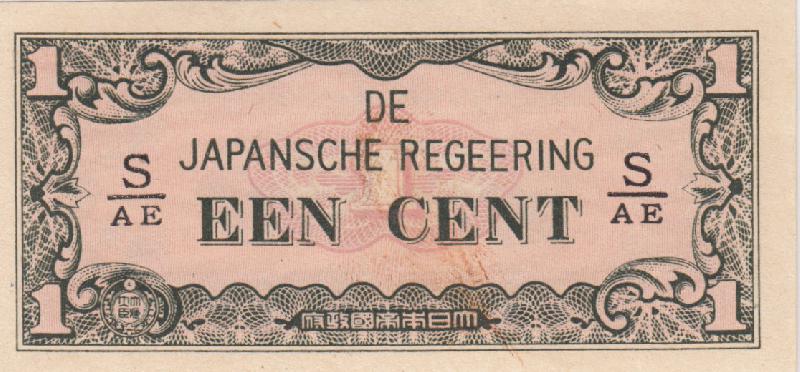 1 1
DE
JAPANSCHE REGEERING
S/AE S/AE
EEN CENT
1 1
府政國帝本日大